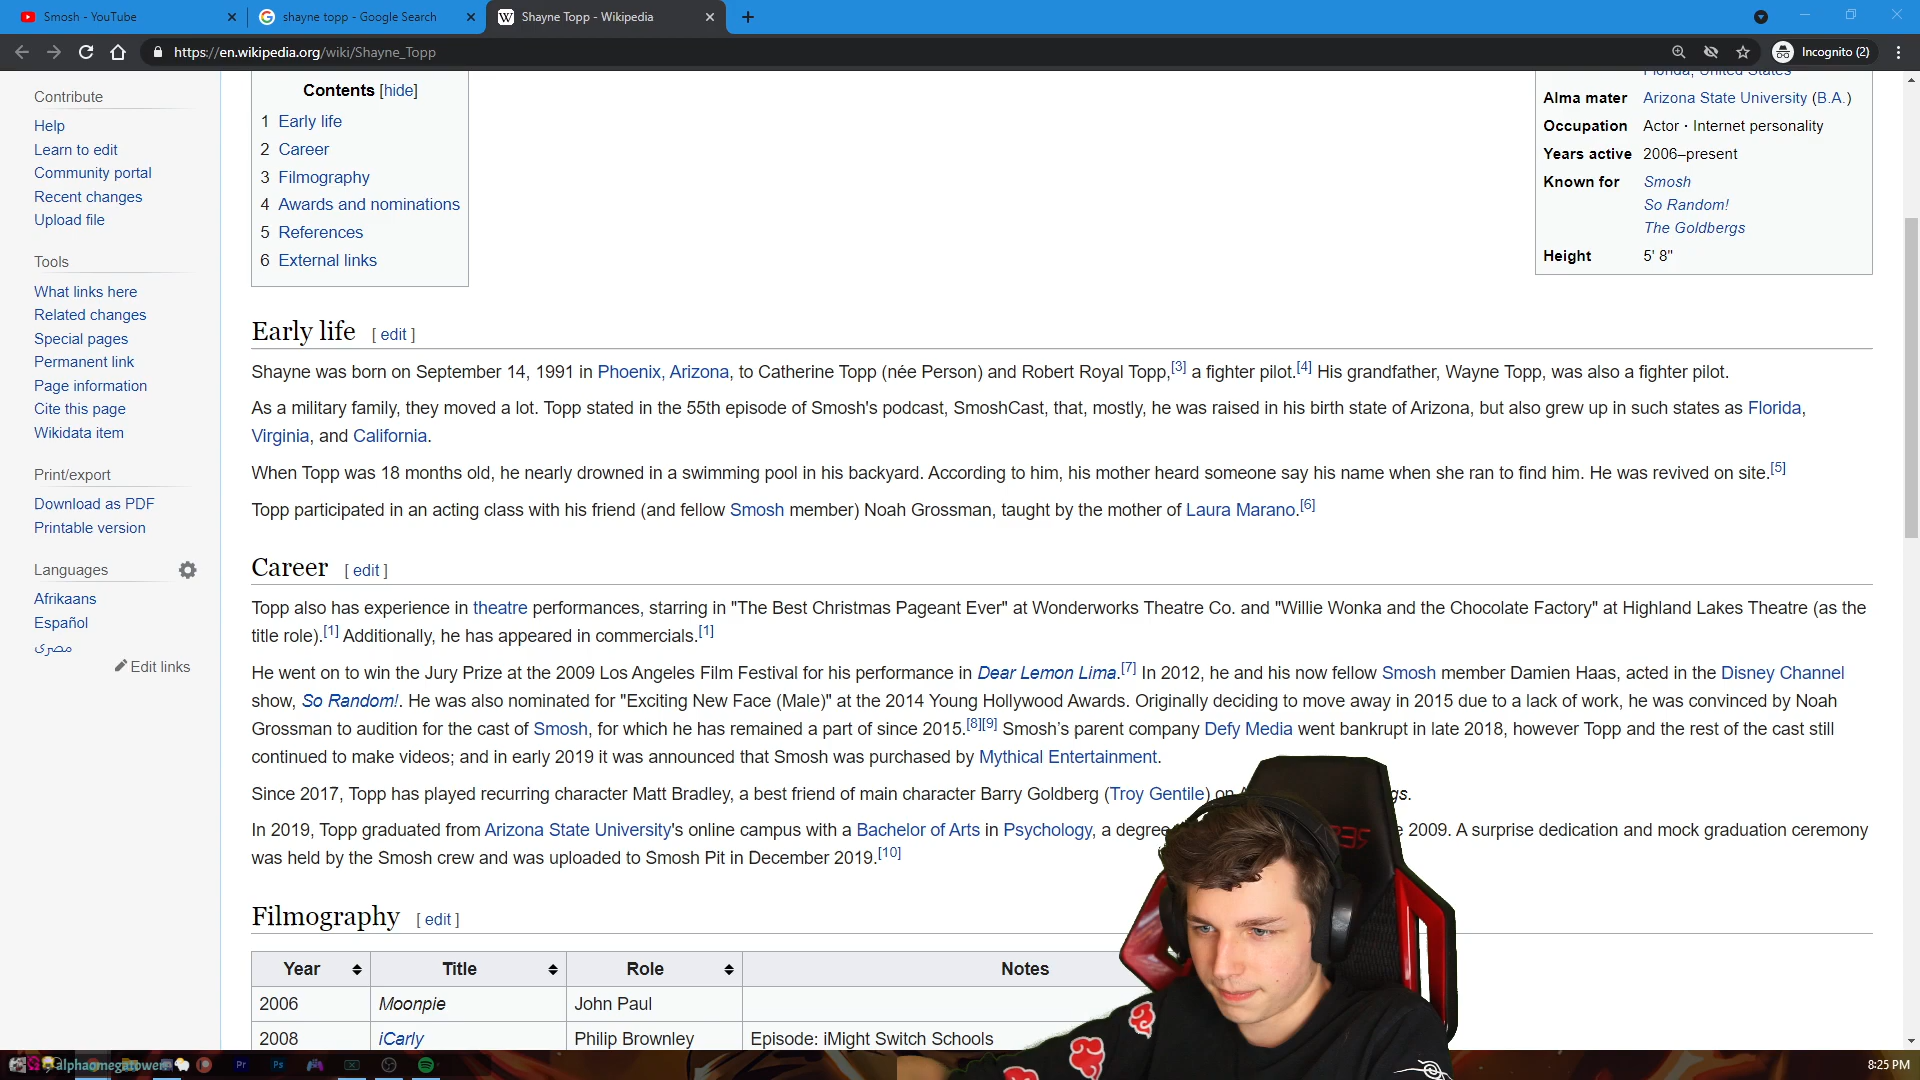 Smosh - YouTube
shayne topp - Google Search
Shayne Topp - Wikipedia
https://en.wikipedia.org/wiki/Shayne_Topp
Incognito (2)
Contribute
Help
Learn to edit
Community portal
Recent changes
Upload file
Tools
What links here
Related changes
Special pages
Permanent link
Page information
Cite this page
Wikidata item
Print/export
Download as PDF
Printable version
Languages
Afrikaans
Español
مصرى
Edit links
Contents [hide]
1 Early life
2 Career
3 Filmography
4 Awards and nominations
5 References
6 External links
Florida, United States
Alma mater Arizona State University (B.A.)
Occupation Actor · Internet personality
Years active 2006–present
Known for Smosh
So Random!
The Goldbergs
Height 5' 8"
Early life [ edit ]
Shayne was born on September 14, 1991 in Phoenix, Arizona, to Catherine Topp (née Person) and Robert Royal Topp,[3] a fighter pilot.[4] His grandfather, Wayne Topp, was also a fighter pilot.
As a military family, they moved a lot. Topp stated in the 55th episode of Smosh's podcast, SmoshCast, that, mostly, he was raised in his birth state of Arizona, but also grew up in such states as Florida,
Virginia, and California.
When Topp was 18 months old, he nearly drowned in a swimming pool in his backyard. According to him, his mother heard someone say his name when she ran to find him. He was revived on site.[5]
Topp participated in an acting class with his friend (and fellow Smosh member) Noah Grossman, taught by the mother of Laura Marano.[6]
Career [ edit ]
Topp also has experience in theatre performances, starring in "The Best Christmas Pageant Ever" at Wonderworks Theatre Co. and "Willie Wonka and the Chocolate Factory" at Highland Lakes Theatre (as the
title role).[1] Additionally, he has appeared in commercials.[1]
He went on to win the Jury Prize at the 2009 Los Angeles Film Festival for his performance in Dear Lemon Lima.[7] In 2012, he and his now fellow Smosh member Damien Haas, acted in the Disney Channel
show, So Random!. He was also nominated for "Exciting New Face (Male)" at the 2014 Young Hollywood Awards. Originally deciding to move away in 2015 due to a lack of work, he was convinced by Noah
Grossman to audition for the cast of Smosh, for which he has remained a part of since 2015.[8][9] Smosh's parent company Defy Media went bankrupt in late 2018, however Topp and the rest of the cast still
continued to make videos; and in early 2019 it was announced that Smosh was purchased by Mythical Entertainment.
Since 2017, Topp has played recurring character Matt Bradley, a best friend of main character Barry Goldberg (Troy Gentile) on gs.
In 2019, Topp graduated from Arizona State University's online campus with a Bachelor of Arts in Psychology, a degree 2009. A surprise dedication and mock graduation ceremony
was held by the Smosh crew and was uploaded to Smosh Pit in December 2019.[10]
Filmography [ edit ]
Year Title Role Notes
2006 Moonpie John Paul
2008 iCarly Philip Brownley Episode: iMight Switch Schools
alphaomegatower
Pr
Ps
8:25 PM